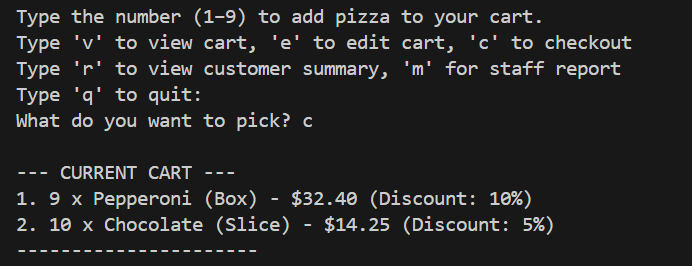 Type the number (1–9) to add pizza to your cart.
Type 'v' to view cart, 'e' to edit cart, 'c' to checkout
Type 'r' to view customer summary, 'm' for staff report
Type 'q' to quit:
What do you want to pick? c
--- CURRENT CART ---
1. 9 x Pepperoni (Box) - $32.40 (Discount: 10%)
2. 10 x Chocolate (Slice) - $14.25 (Discount: 5%)
----------------------